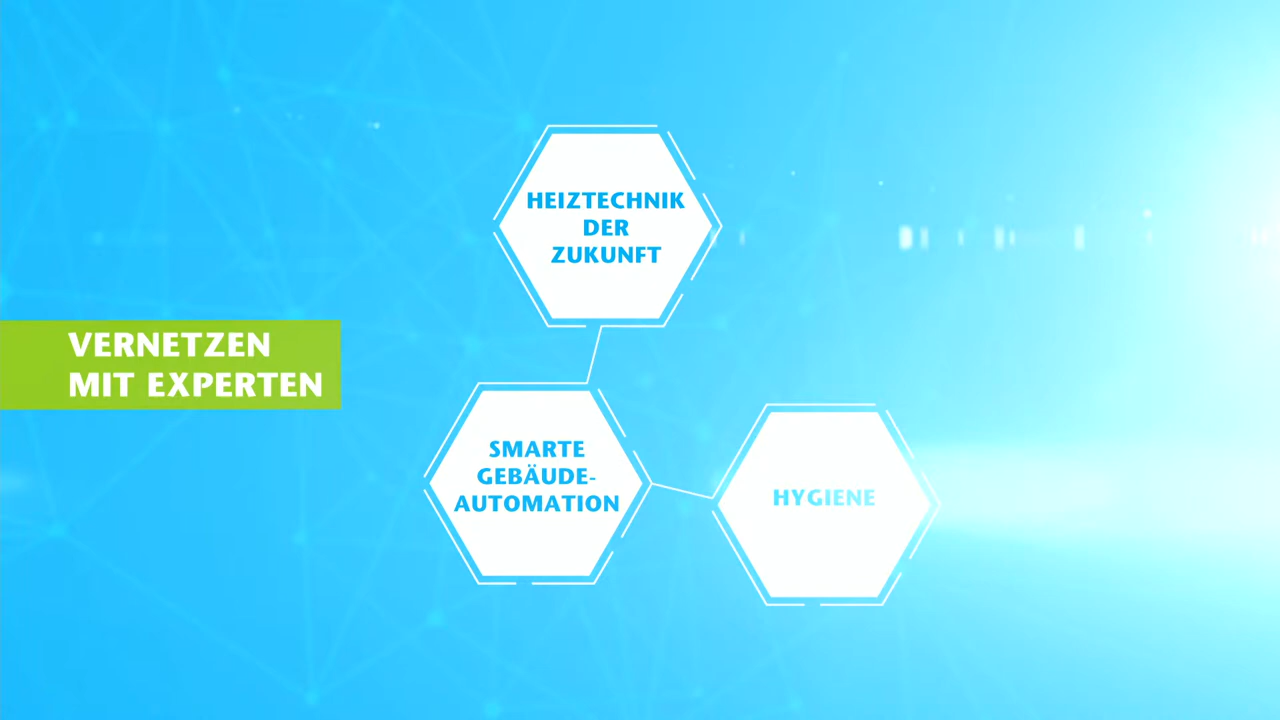 HEIZTECHNIK
DER
ZUKUNFT
VERNETZEN
MIT EXPERTEN
SMARTE
GEBÄUDE-
AUTOMATION
HYGIENE